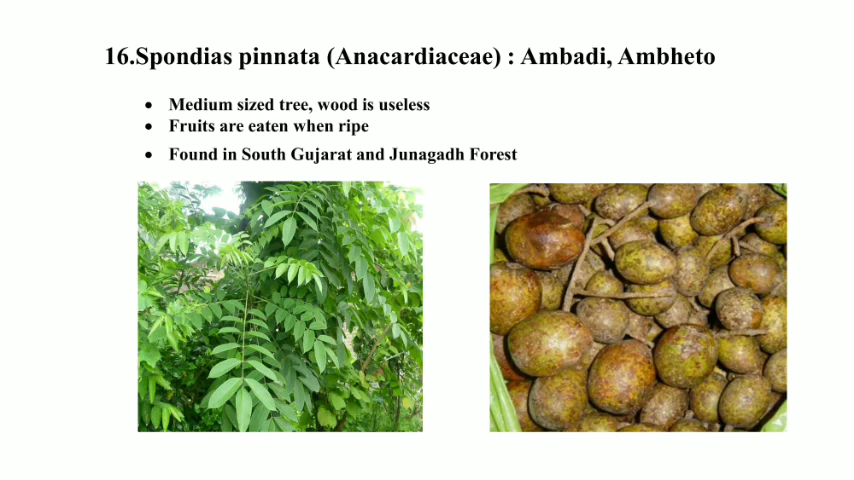 16.Spondias pinnata (Anacardiaceae) : Ambadi, Ambheto
• Medium sized tree, wood is useless
• Fruits are eaten when ripe
• Found in South Gujarat and Junagadh Forest